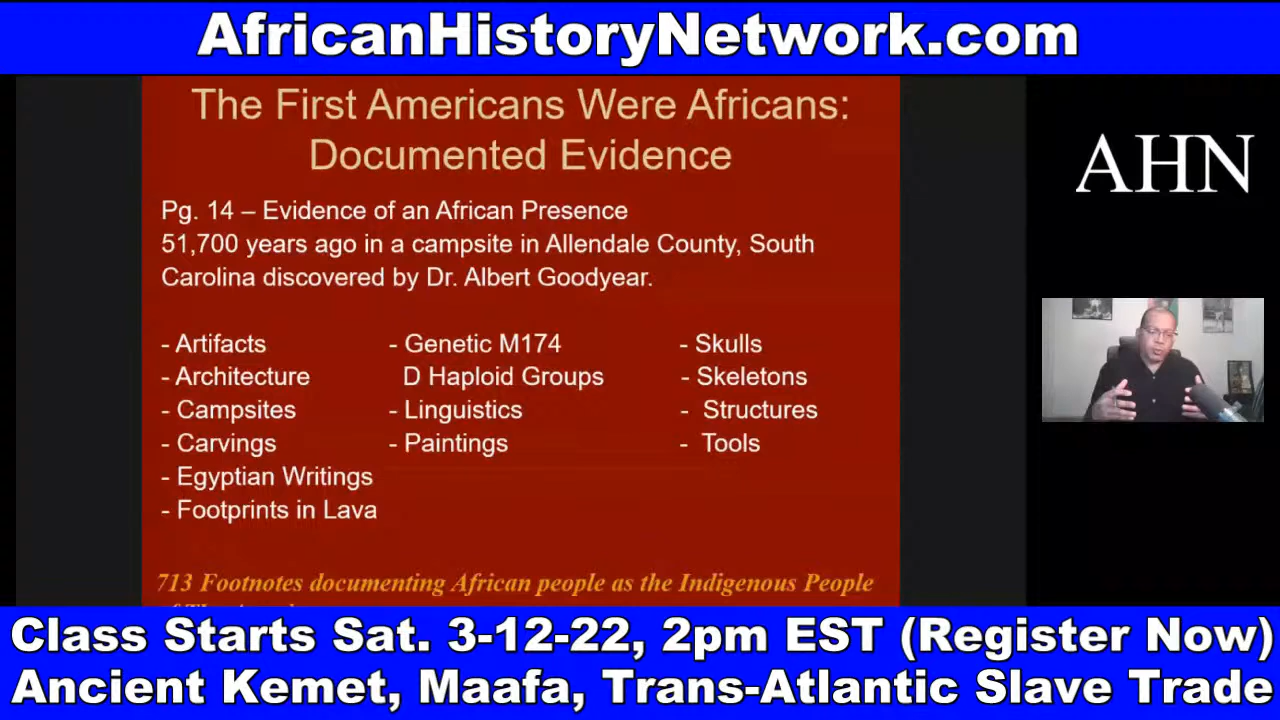 AfricanHistoryNetwork.com
The First Americans Were Africans:
Documented Evidence
AHN
Pg. 14 – Evidence of an African Presence
51,700 years ago in a campsite in Allendale County, South
Carolina discovered by Dr. Albert Goodyear.
- Artifacts
- Architecture
- Campsites
- Carvings
- Egyptian Writings
- Footprints in Lava
- Genetic M174
D Haploid Groups
- Linguistics
- Paintings
- Skulls
- Skeletons
- Structures
- Tools
713 Footnotes documenting African people as the Indigenous People
Class Starts Sat. 3-12-22, 2pm EST (Register Now)
Ancient Kemet, Maafa, Trans-Atlantic Slave Trade